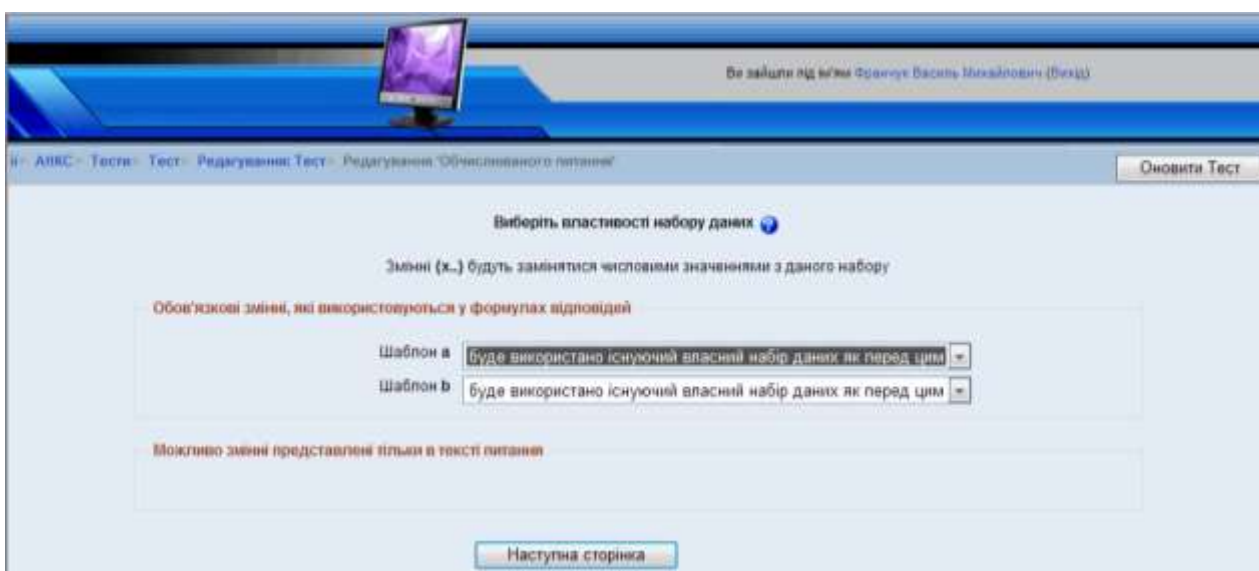 Ви зайшли під ім'ям Франчук Василь Михайлович (Вихід)
АПКС Тести Тест Редагування: Тест Редагування 'Обчислюваного питання'
Оновити Тест
Виберіть властивості набору даних
Змінні {x..} будуть замінятися числовими значеннями з даного набору
Обов'язкові змінні, які використовуються у формулах відповідей
Шаблон a буде використано існуючий власний набір даних як перед цим
Шаблон b буде використано існуючий власний набір даних як перед цим
Можливо змінні представлені тільки в тексті питання
Наступна сторінка